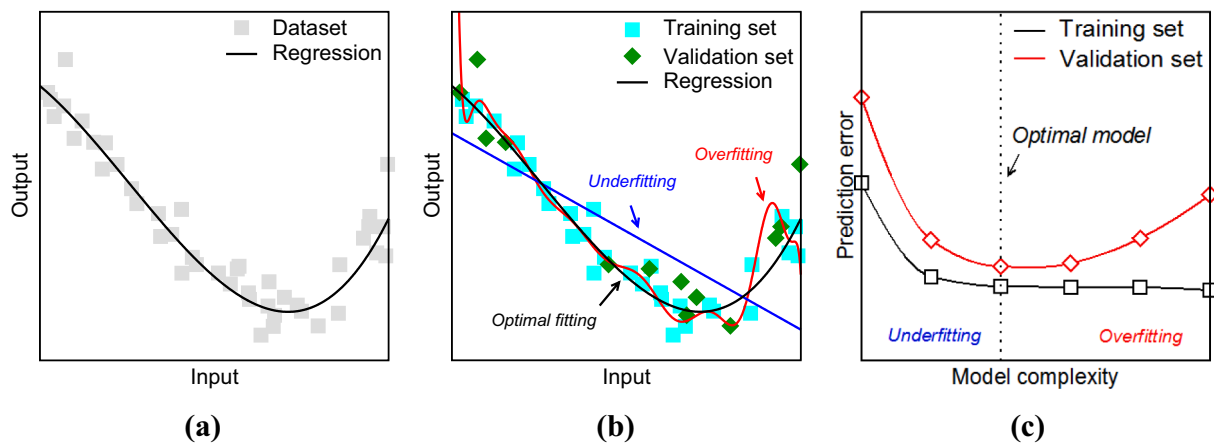 Dataset
Regression
Output
Input
(a)
Training set
Validation set
Regression
Overfitting
Underfitting
Optimal fitting
Output
Input
(b)
Training set
Validation set
Optimal model
Prediction error
Underfitting
Overfitting
Model complexity
(c)